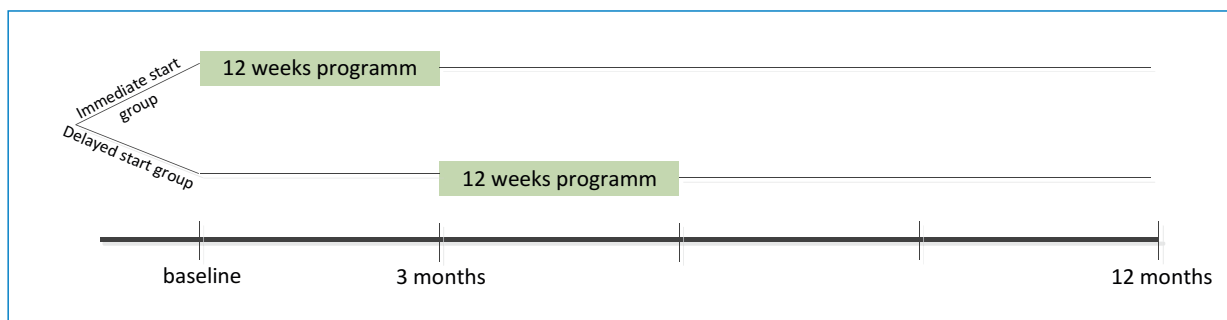 Immediate start
group
12 weeks programm
Delayed start group
12 weeks programm
baseline
3 months
12 months